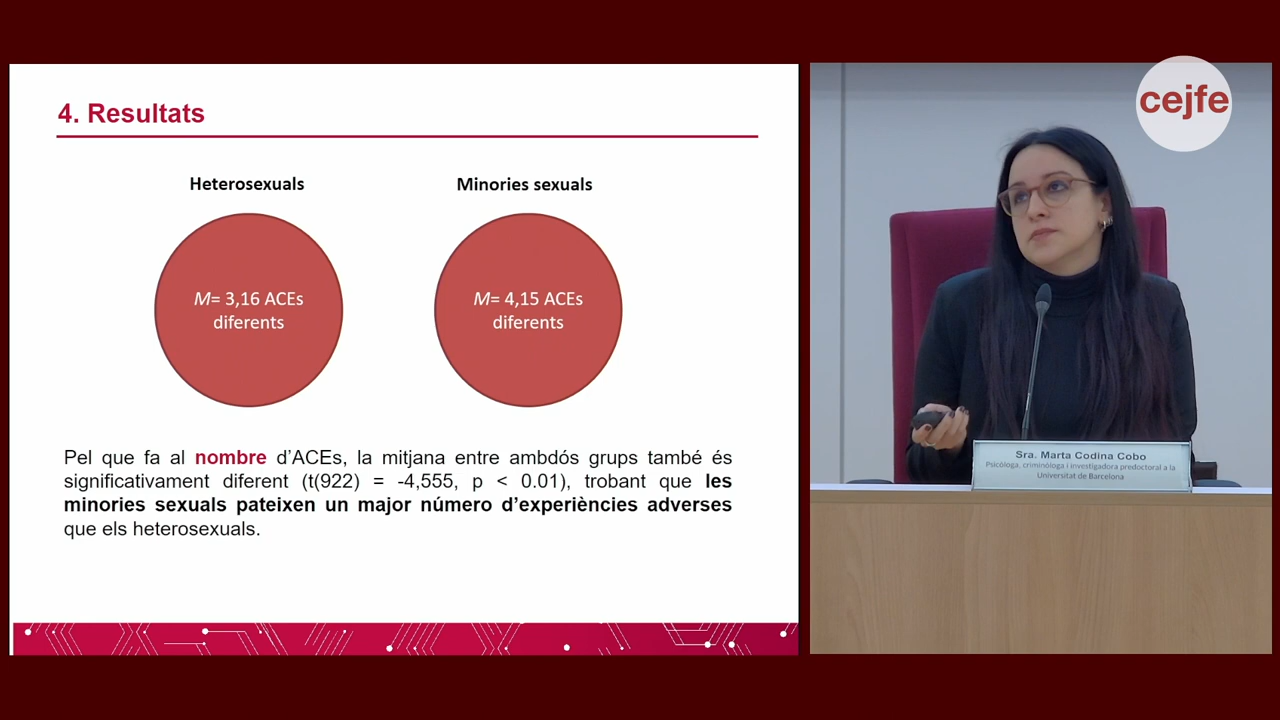 4. Resultats
Heterosexuals
Minories sexuals
M= 3,16 ACEs
diferents
M= 4,15 ACEs
diferents
Pel que fa al nombre d’ACEs, la mitjana entre ambdós grups també és
significativament diferent (t(922) = -4,555, p < 0.01), trobant que les
minories sexuals pateixen un major número d’experiències adverses
que els heterosexuals.
cejfe
Sra. Marta Codina Cobo
Psicòloga, criminòloga i investigadora predoctoral a la
Universitat de Barcelona